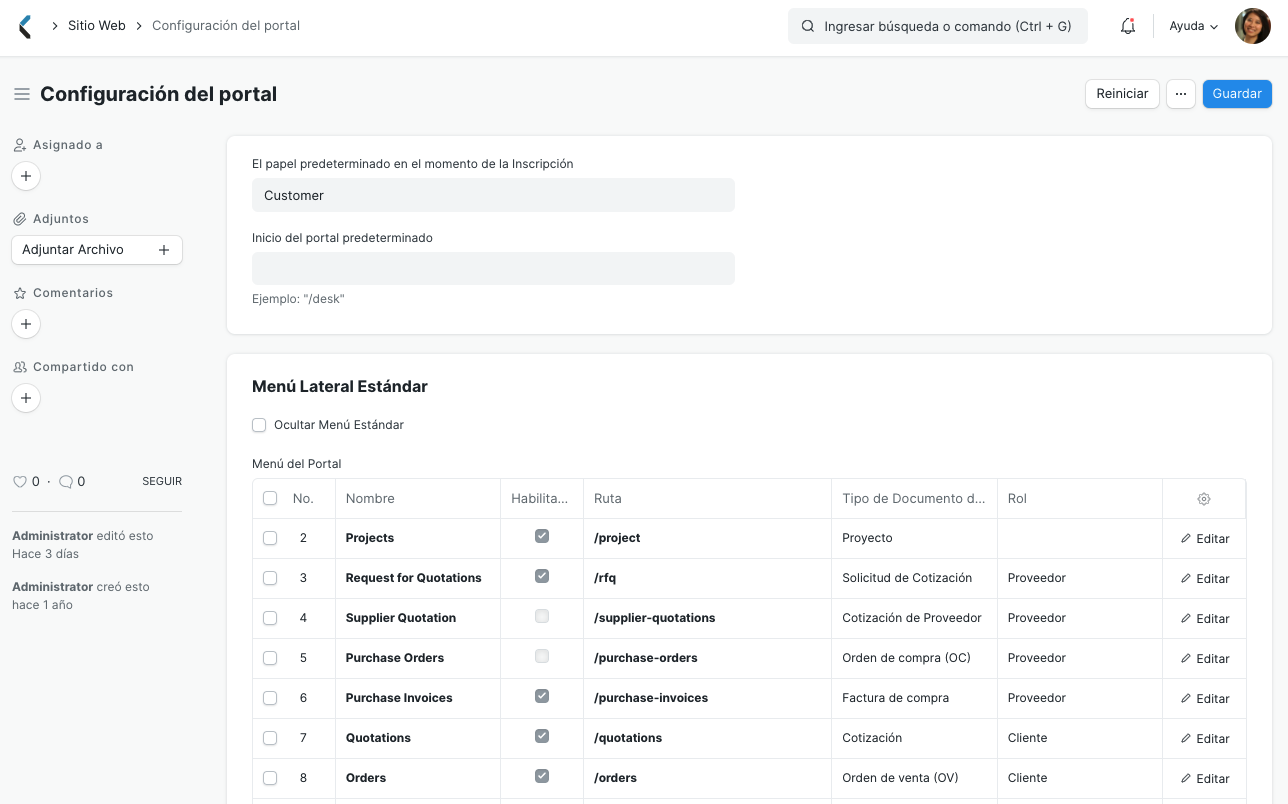 Sitio Web
Configuración del portal
Ingresar búsqueda o comando (Ctrl + G)
Ayuda
Configuración del portal
Reiniciar
···
Guardar
Asignado a
Adjuntos
Adjuntar Archivo
Comentarios
Compartido con
0 · 0
SEGUIR
Administrator editó esto
Hace 3 días
Administrator creó esto
hace 1 año
El papel predeterminado en el momento de la Inscripción
Customer
Inicio del portal predeterminado
Ejemplo: "/desk"
Menú Lateral Estándar
Ocultar Menú Estándar
Menú del Portal
No. Nombre Habilita... Ruta Tipo de Documento d... Rol
2 Projects /project Proyecto Editar
3 Request for Quotations /rfq Solicitud de Cotización Proveedor Editar
4 Supplier Quotation /supplier-quotations Cotización de Proveedor Proveedor Editar
5 Purchase Orders /purchase-orders Orden de compra (OC) Proveedor Editar
6 Purchase Invoices /purchase-invoices Factura de compra Proveedor Editar
7 Quotations /quotations Cotización Cliente Editar
8 Orders /orders Orden de venta (OV) Cliente Editar